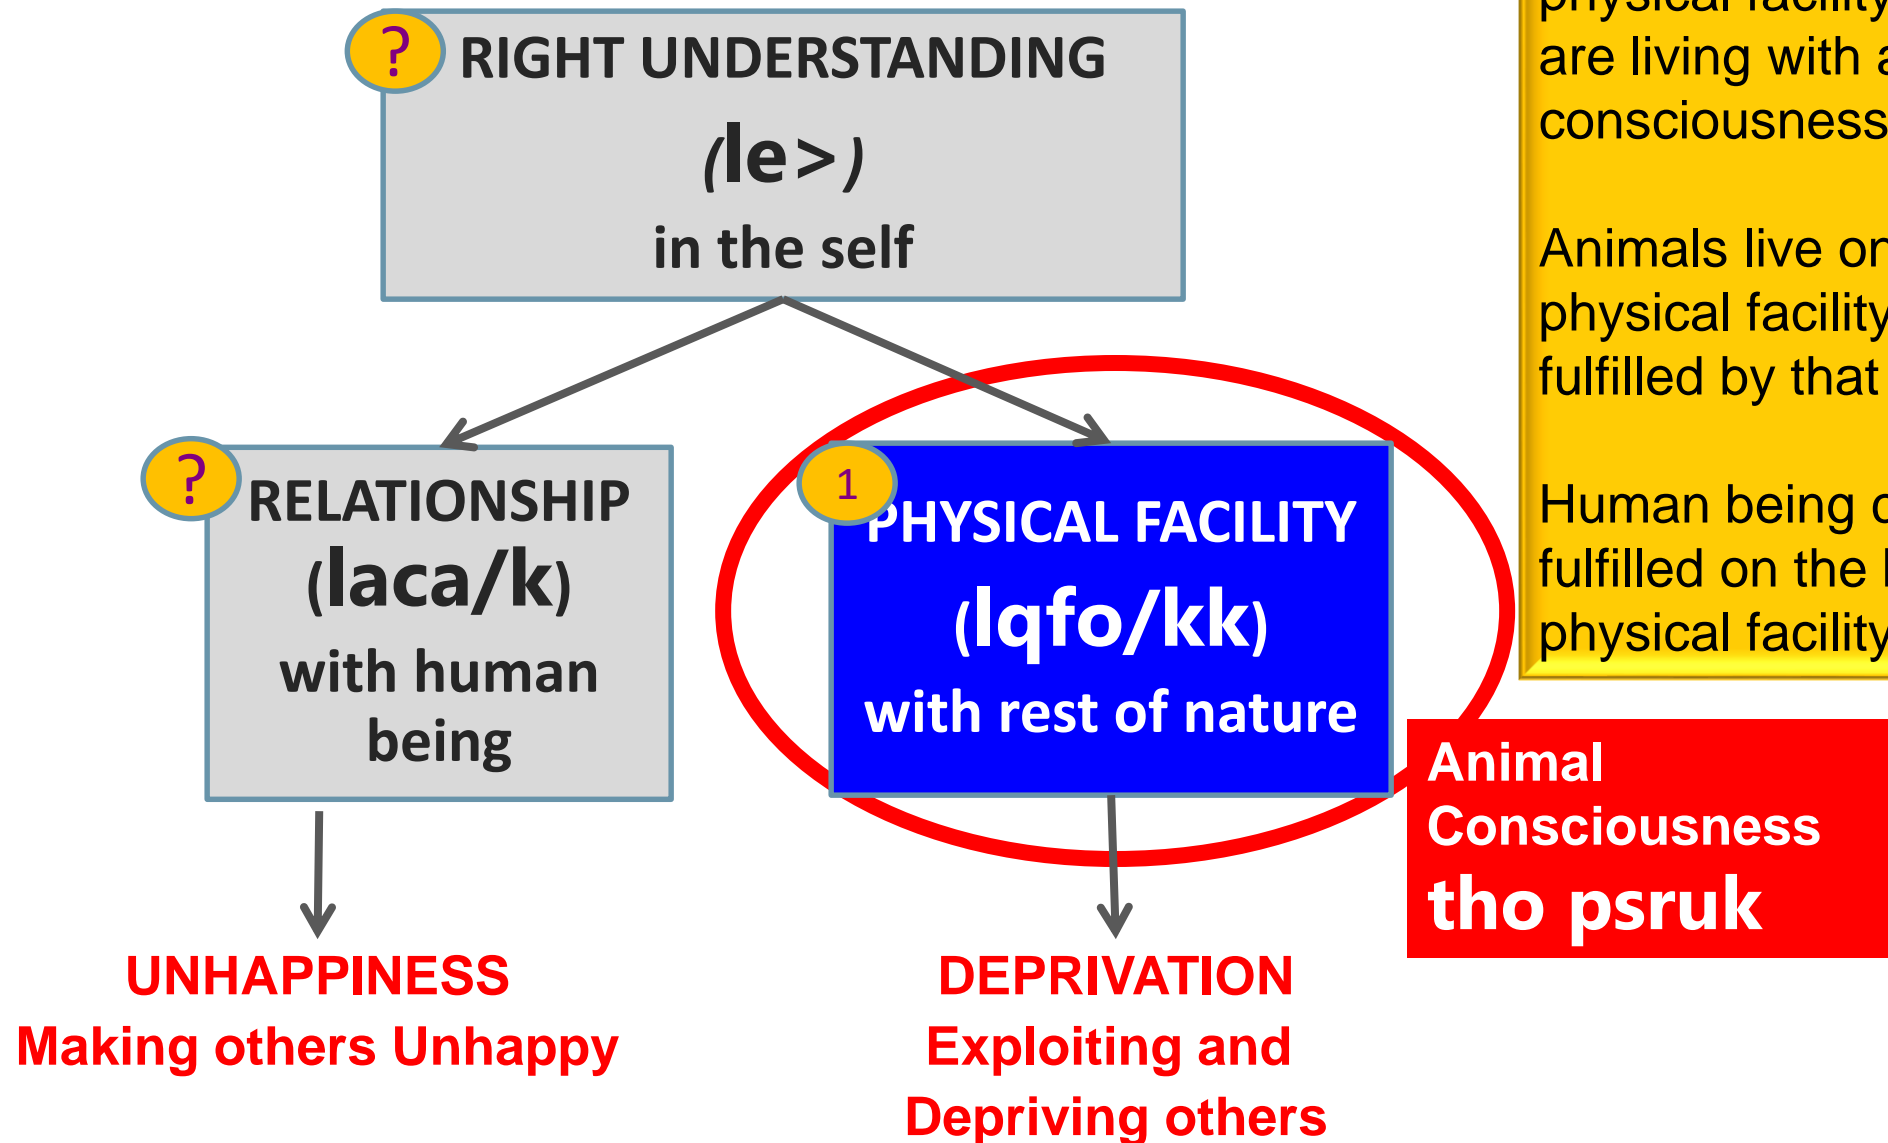 ?
RIGHT UNDERSTANDING
(le>)
in the self
?
RELATIONSHIP
(laca/k)
with human
being
1
PHYSICAL FACILITY
(lqfo/kk)
with rest of nature
UNHAPPINESS
Making others Unhappy
DEPRIVATION
Exploiting and
Depriving others
physical facility
are living with a
consciousness
Animals live on
physical facility
fulfilled by that
Human being c
fulfilled on the
physical facility
Animal
Consciousness
tho psruk